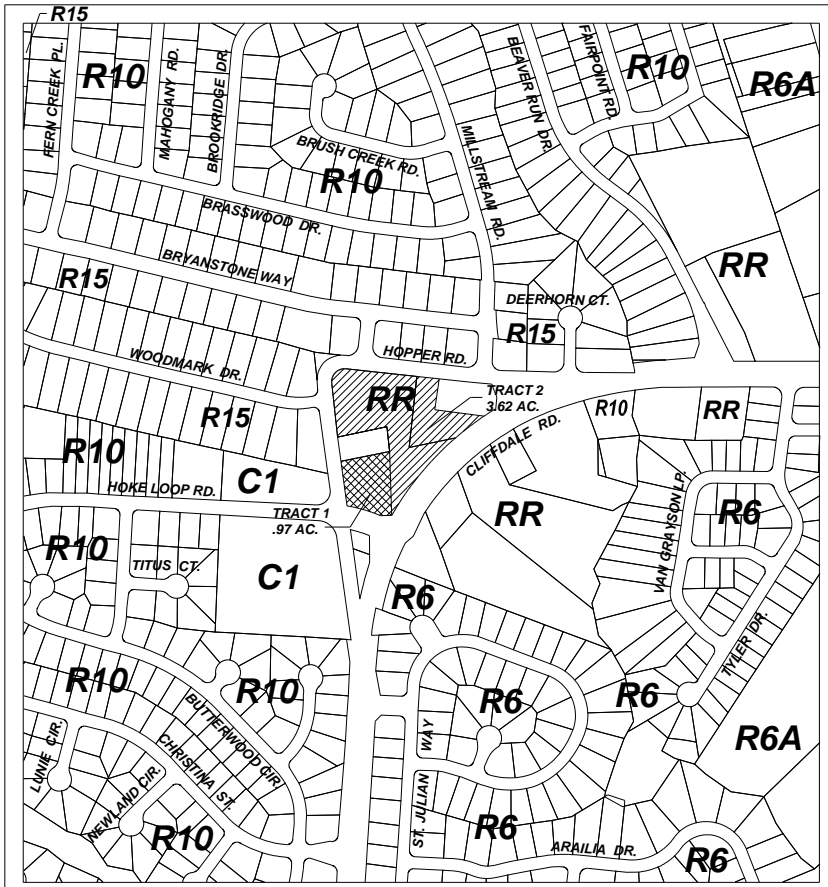 R15
FERN CREEK PL.
R10
MAHOGANY RD.
BROOKRIDGE DR.
BRUSH CREEK RD.
R10
MILLSTREAM RD.
BEAVER RUN DR.
FAIRPOINT RD.
R10
R6A
BRASSWOOD DR.
BRYANSTONE WAY
R15
RR
DEERHORN CT.
R15
HOPPER RD.
WOODMARK DR.
R15
RR
TRACT 2
3.62 AC.
CLIFFDALE RD.
R10
RR
R10
C1
HOKE LOOP RD.
TRACT 1
.97 AC.
RR
VAN GRAYSON LP.
R6
R10
TITUS CT.
C1
R6
TYLER DR.
R10
R10
BUTTERWOOD CIR.
R6
R6
R6A
LUNIE CIR.
CHRISTINA ST.
NEWLAND CIR.
R10
ST. JULIAN WAY
R6
ARAILIA DR.
R6